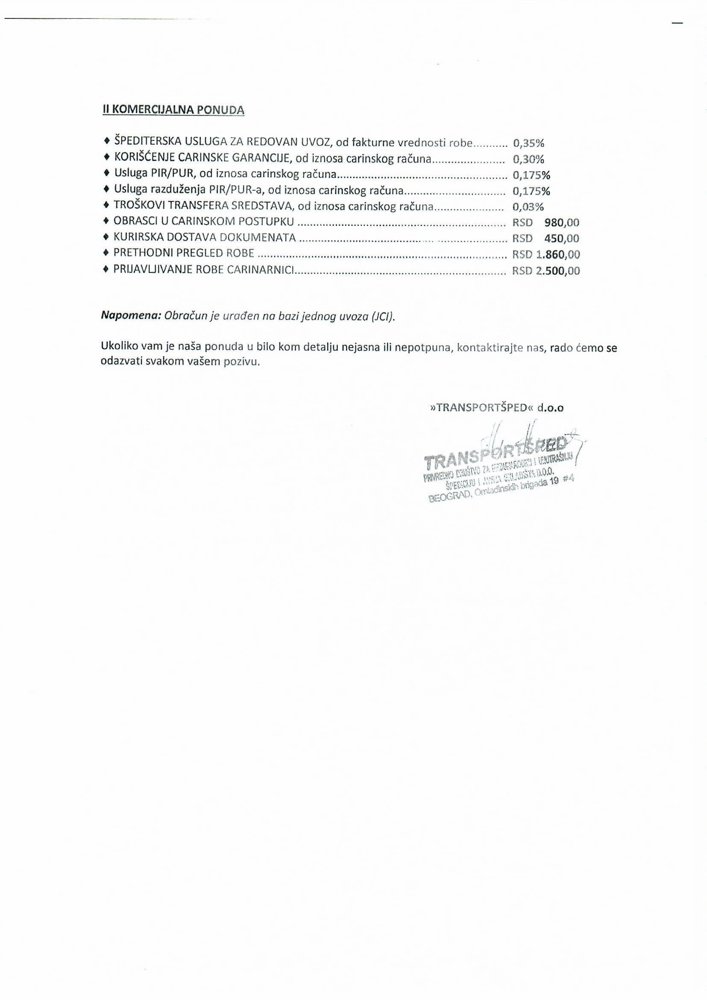 II KOMERCIJALNA PONUDA
♦ ŠPEDITERSKA USLUGA ZA REDOVAN UVOZ, od fakturne vrednosti robe........... 0,35%
♦ KORIŠĆENJE CARINSKE GARANCIJE, od iznosa carinskog računa....................... 0,30%
♦ Usluga PIR/PUR, od iznosa carinskog računa...................................................... 0,175%
♦ Usluga razduženja PIR/PUR-a, od iznosa carinskog računa................................ 0,175%
♦ TROŠKOVI TRANSFERA SREDSTAVA, od iznosa carinskog računa...................... 0,03%
♦ OBRASCI U CARINSKOM POSTUPKU .................................................................. RSD 980,00
♦ KURIRSKA DOSTAVA DOKUMENATA .................................................................. RSD 450,00
♦ PRETHODNI PREGLED ROBE ............................................................................... RSD 1.860,00
♦ PRIJAVLJIVANJE ROBE CARINARNICI................................................................... RSD 2.500,00
Napomena: Obračun je urađen na bazi jednog uvoza (JCI).
Ukoliko vam je naša ponuda u bilo kom detalju nejasna ili nepotpuna, kontaktirajte nas, rado ćemo se
odazvati svakom vašem pozivu.
»TRANSPORTŠPED« d.o.o
TRANSPORTŠPED
PRIVREDNO DRUŠTVO ZA MEĐUNARODNU I UNUTRAŠNJU
ŠPEDICIJU I JAVNA SKLADIŠTA D.O.O.
BEOGRAD, Omladinskih brigada 19 #4